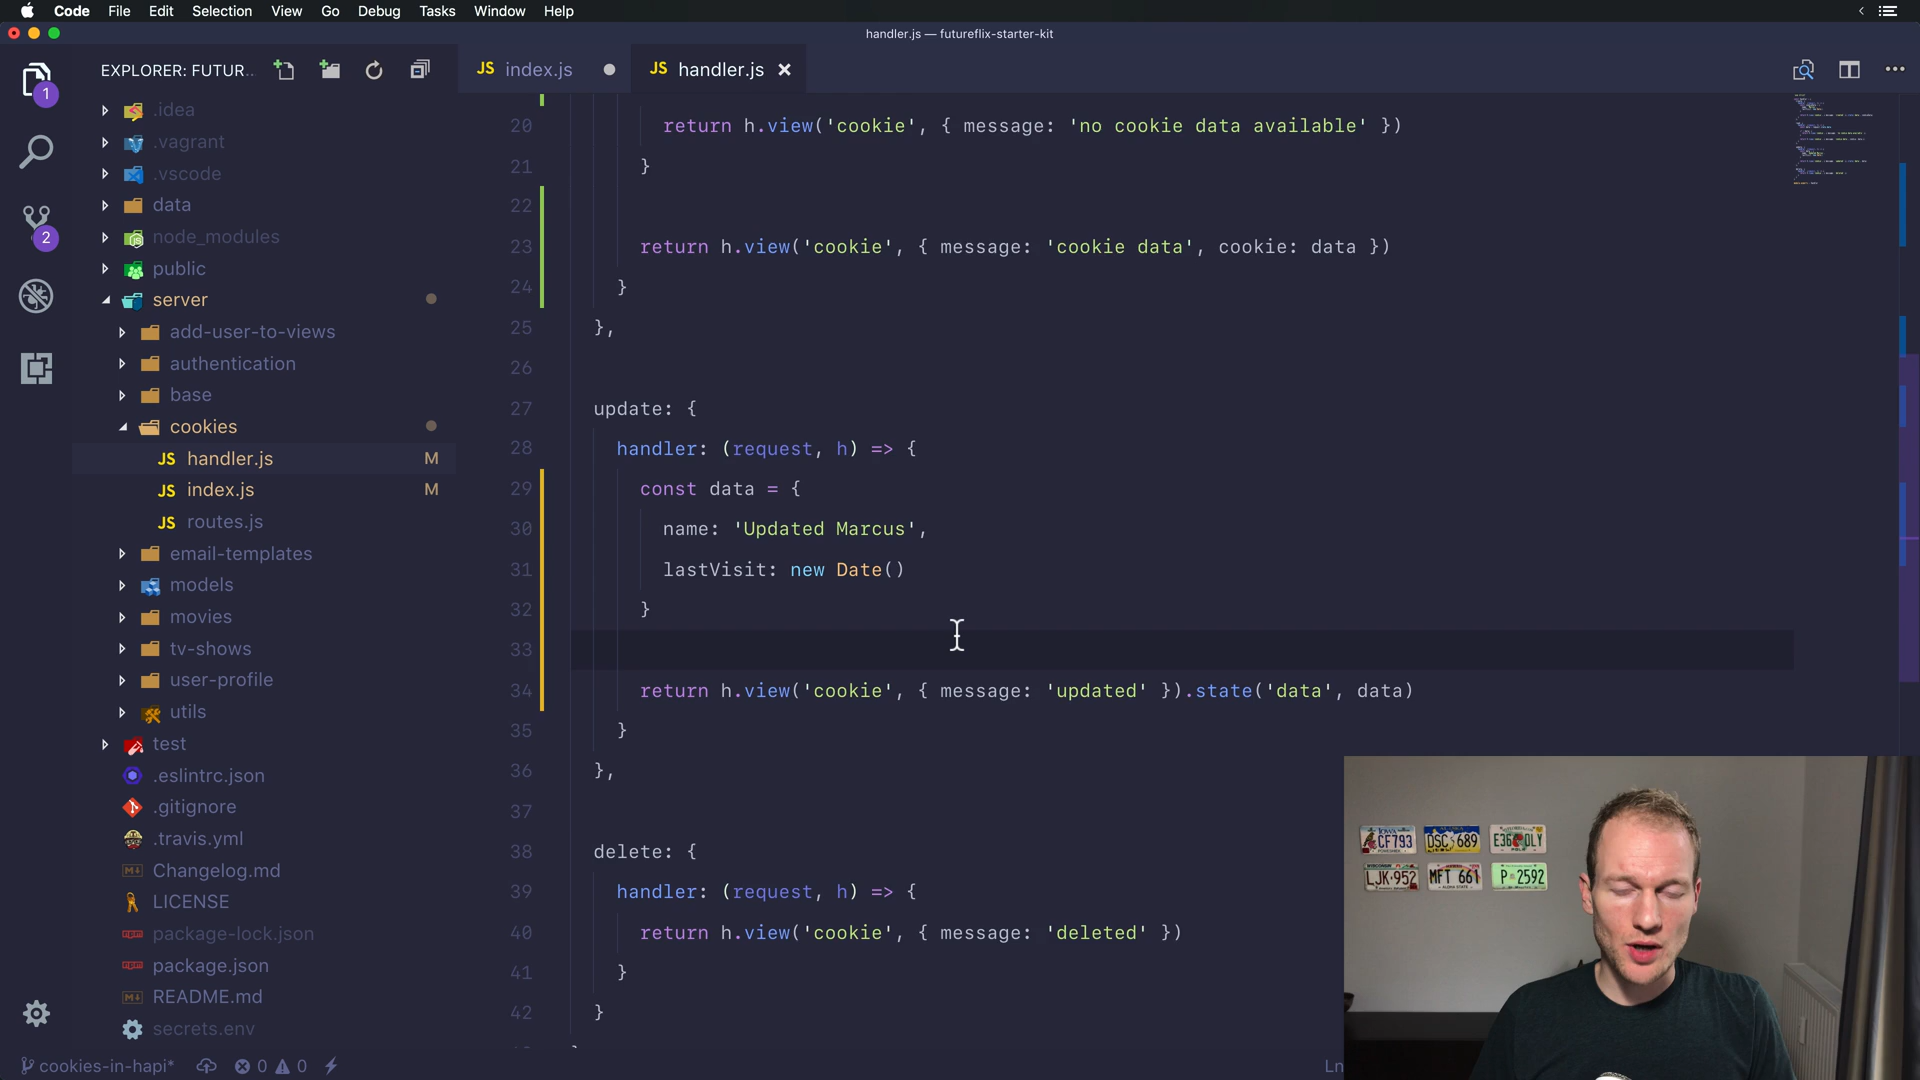 Code File Edit Selection View Go Debug Tasks Window Help
handler.js — futureflix-starter-kit
EXPLORER: FUTUR...
JS index.js
JS handler.js
1
2
.idea
.vagrant
.vscode
data
node_modules
public
server
add-user-to-views
authentication
base
cookies
JS handler.js M
JS index.js M
JS routes.js
email-templates
models
movies
tv-shows
user-profile
utils
test
.eslintrc.json
.gitignore
.travis.yml
Changelog.md
LICENSE
package-lock.json
package.json
README.md
secrets.env
20 return h.view('cookie', { message: 'no cookie data available' })
21 }
22
23 return h.view('cookie', { message: 'cookie data', cookie: data })
24 }
25 },
26
27 update: {
28 handler: (request, h) => {
29 const data = {
30 name: 'Updated Marcus',
31 lastVisit: new Date()
32 }
33
34 return h.view('cookie', { message: 'updated' }).state('data', data)
35 }
36 },
37
38 delete: {
39 handler: (request, h) => {
40 return h.view('cookie', { message: 'deleted' })
41 }
42 }
cookies-in-hapi* 0 0
Ln
CF793 DSC 689
LJK 952 MFT 661 P 2592